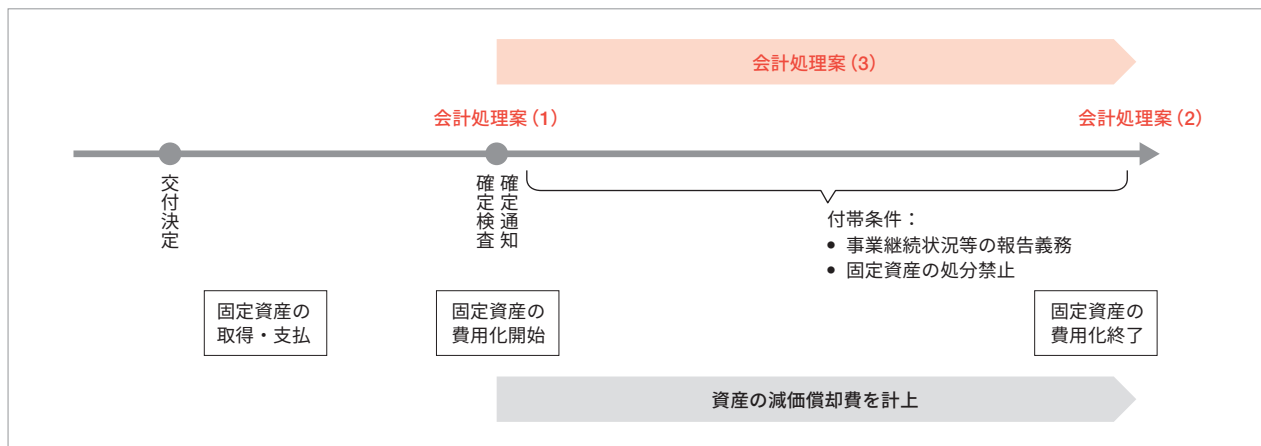 会計処理案（3）
会計処理案（1）
会計処理案（2）
交付決定
確定通知
確定検査
付帯条件：
• 事業継続状況等の報告義務
• 固定資産の処分禁止
固定資産の
取得・支払
固定資産の
費用化開始
固定資産の
費用化終了
資産の減価償却費を計上